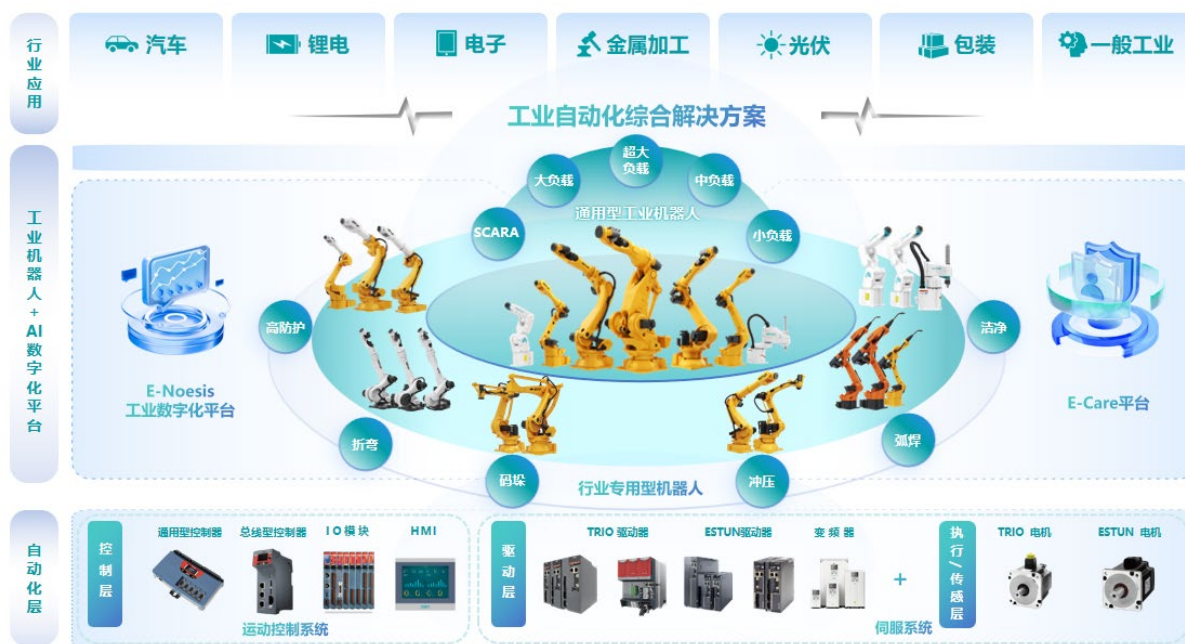 行业应用
汽车
锂电
电子
金属加工
光伏
包装
一般工业
工业自动化综合解决方案
工业机器人+AI数字化平台
超大
负载
大负载
中负载
通用型工业机器人
SCARA
小负载
高防护
洁净
E-Noesis
工业数字化平台
E-Care平台
折弯
弧焊
码垛
冲压
行业专用型机器人
自动化层
控制层
通用型控制器
总线型控制器
IO模块
HMI
运动控制系统
驱动层
TRIO 驱动器
ESTUN驱动器
变频器
+
执行/传感层
TRIO 电机
ESTUN 电机
伺服系统